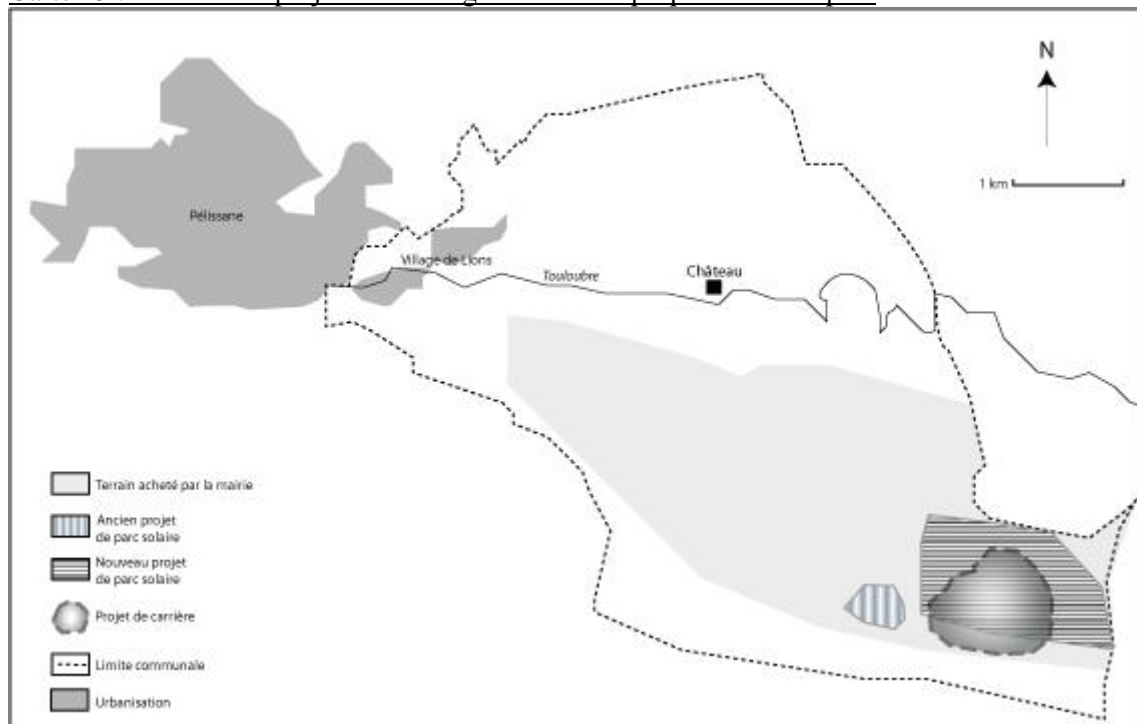 N
1 km
Pélissane
Village de Lions
Touloubre
Château
Terrain acheté par la mairie
Ancien projet
de parc solaire
Nouveau projet
de parc solaire
Projet de carrière
Limite communale
Urbanisation